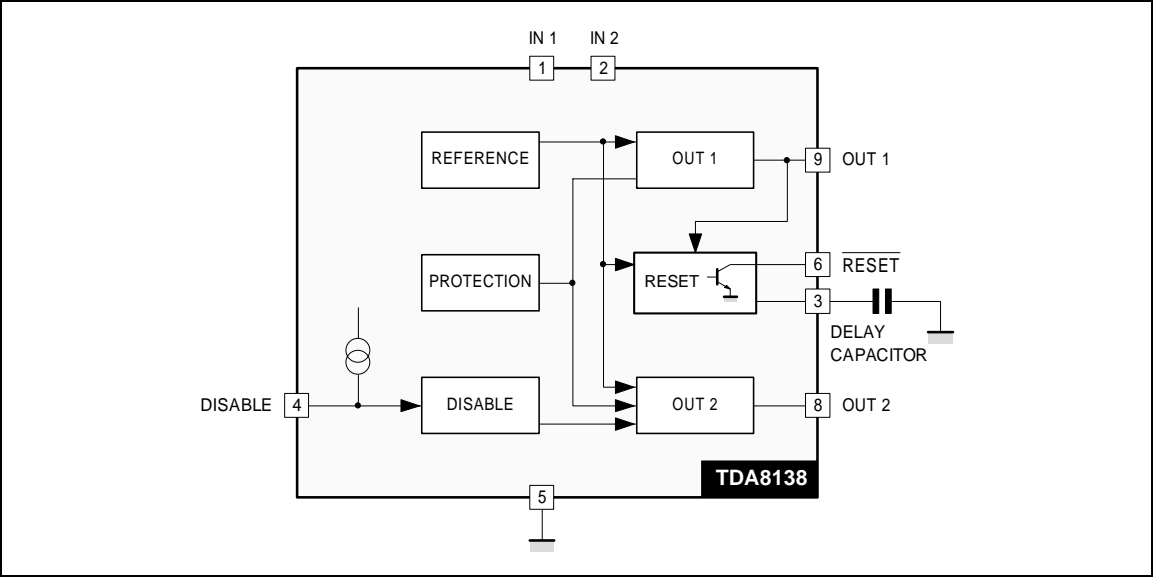 IN 1 IN 2
1 2
REFERENCE OUT 1 9 OUT 1
PROTECTION RESET 6 RESET
3
DELAY
CAPACITOR
DISABLE 4 DISABLE OUT 2 8 OUT 2
TDA8138
5